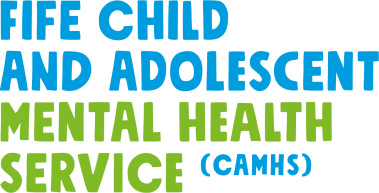 FIFE CHILD
AND ADOLESCENT
MENTAL HEALTH
SERVICE (CAMHS)